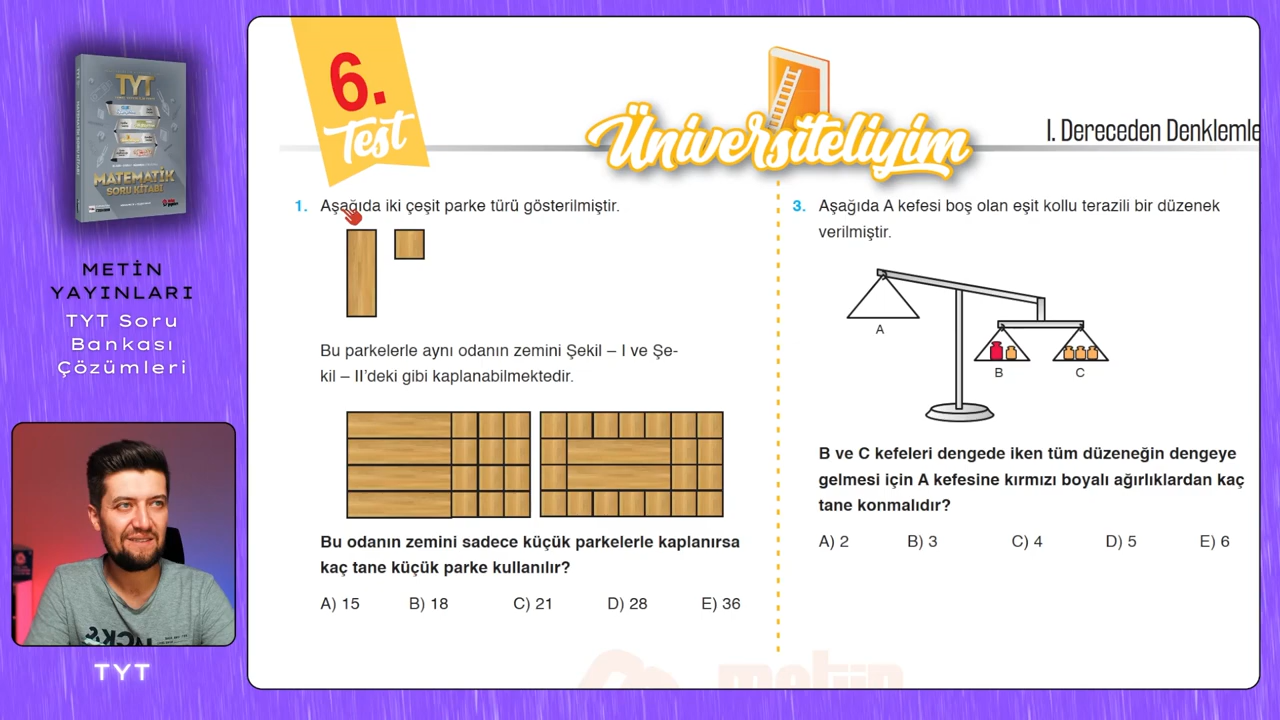 TYT
MATEMATİK
SORU KİTABI
METİN
YAYINLARI
TYT Soru
Bankası
Çözümleri
TYT
6.
Test
Üniversiteliyim
I. Dereceden Denklemle
1. Aşağıda iki çeşit parke türü gösterilmiştir.
Bu parkelerle aynı odanın zemini Şekil – I ve Şe-
kil – II’deki gibi kaplanabilmektedir.
Bu odanın zemini sadece küçük parkelerle kaplanırsa
kaç tane küçük parke kullanılır?
A) 15 B) 18 C) 21 D) 28 E) 36
3. Aşağıda A kefesi boş olan eşit kollu terazili bir düzenek
verilmiştir.
A
B
C
B ve C kefeleri dengede iken tüm düzeneğin dengeye
gelmesi için A kefesine kırmızı boyalı ağırlıklardan kaç
tane konmalıdır?
A) 2 B) 3 C) 4 D) 5 E) 6
metin